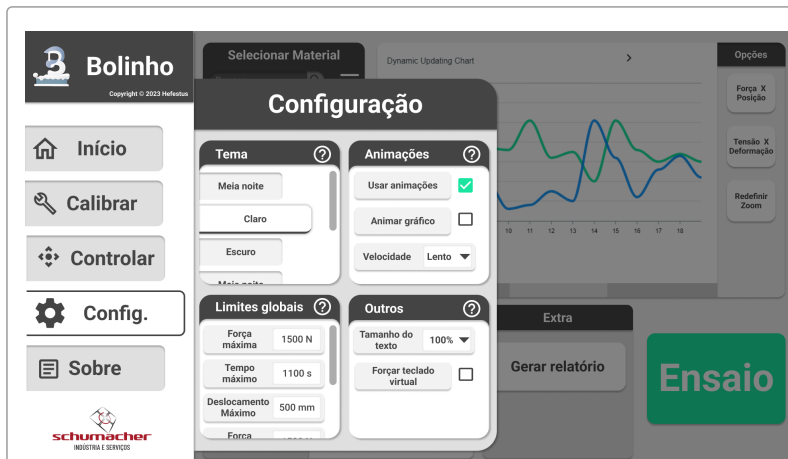 Bolinho
Copyright © 2023 Hefestus
Início
Calibrar
Controlar
Config.
Sobre
schumacher
INDÚSTRIA E SERVIÇOS
Selecionar Material
Configuração
Tema ?
Meia noite
Claro
Escuro
Meia noite
Animações ?
Usar animações
Animar gráfico
Velocidade Lento
Limites globais ?
Força
máxima
1500 N
Tempo
máximo
1100 s
Deslocamento
Máximo
500 mm
Força
Outros ?
Tamanho do
texto
100%
Forçar teclado
virtual
Dynamic Updating Chart
10 11 12 13 14 15 16 17 18
Opções
Força X
Posição
Tensão X
Deformação
Redefinir
Zoom
Extra
Gerar relatório
Ensaio